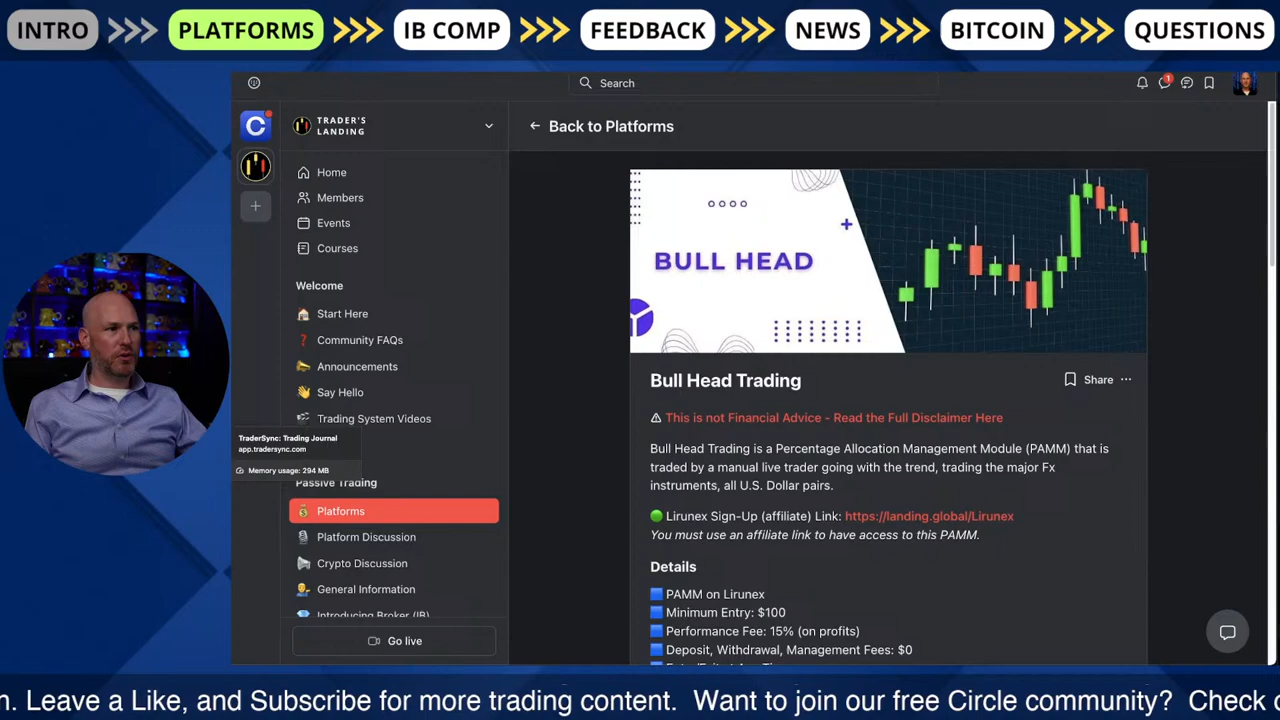 INTRO
PLATFORMS
IB COMP
FEEDBACK
NEWS
BITCOIN
QUESTIONS
Search
1
TRADER'S
LANDING
Back to Platforms
Home
Members
Events
Courses
Welcome
Start Here
Community FAQs
Announcements
Say Hello
Trading System Videos
TraderSync: Trading Journal
app.tradersync.com
Memory usage: 294 MB
Passive Trading
Platforms
Platform Discussion
Crypto Discussion
General Information
Introducing Broker (IB)
Go live
BULL HEAD
Bull Head Trading
Share
This is not Financial Advice - Read the Full Disclaimer Here
Bull Head Trading is a Percentage Allocation Management Module (PAMM) that is
traded by a manual live trader going with the trend, trading the major Fx
instruments, all U.S. Dollar pairs.
Lirunex Sign-Up (affiliate) Link: https://landing.global/Lirunex
You must use an affiliate link to have access to this PAMM.
Details
PAMM on Lirunex
Minimum Entry: $100
Performance Fee: 15% (on profits)
Deposit, Withdrawal, Management Fees: $0
m. Leave a Like, and Subscribe for more trading content. Want to join our free Circle community? Check